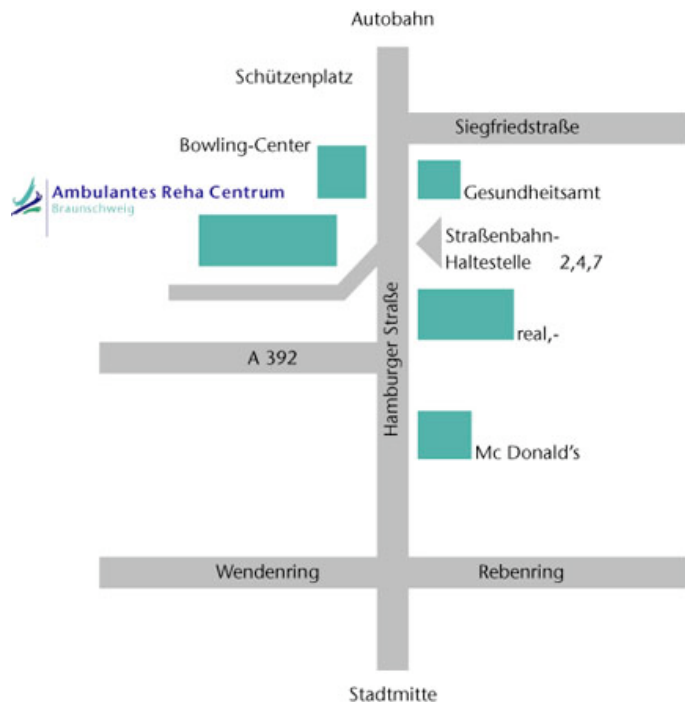 Autobahn
Schützenplatz
Siegfriedstraße
Bowling-Center
Ambulantes Reha Centrum
Braunschweig
Gesundheitsamt
Straßenbahn-
Haltestelle 2,4,7
real,-
Hamburger Straße
A 392
Mc Donald's
Wendenring
Rebenring
Stadtmitte